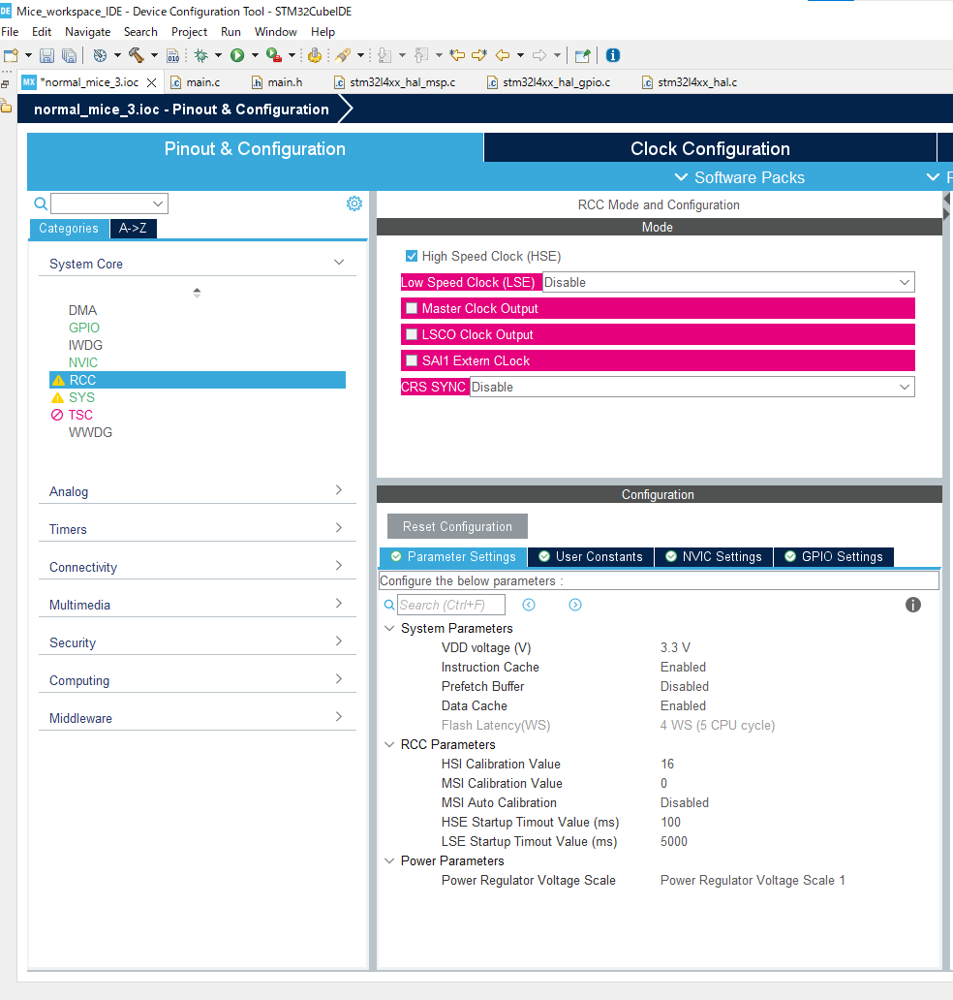 DE Mice_workspace_IDE - Device Configuration Tool - STM32CubeIDE
File Edit Navigate Search Project Run Window Help
010
MX *normal_mice_3.ioc main.c main.h stm32l4xx_hal_msp.c stm32l4xx_hal_gpio.c stm32l4xx_hal.c
normal_mice_3.ioc - Pinout & Configuration
Pinout & Configuration Clock Configuration
Software Packs
RCC Mode and Configuration
Categories A->Z
Mode
System Core
High Speed Clock (HSE)
Low Speed Clock (LSE) Disable
Master Clock Output
LSCO Clock Output
SAI1 Extern CLock
CRS SYNC Disable
DMA
GPIO
IWDG
NVIC
RCC
SYS
TSC
WWDG
Analog
Timers
Connectivity
Multimedia
Security
Computing
Middleware
Configuration
Reset Configuration
Parameter Settings User Constants NVIC Settings GPIO Settings
Configure the below parameters :
Search (Ctrl+F)
System Parameters
VDD voltage (V) 3.3 V
Instruction Cache Enabled
Prefetch Buffer Disabled
Data Cache Enabled
Flash Latency(WS) 4 WS (5 CPU cycle)
RCC Parameters
HSI Calibration Value 16
MSI Calibration Value 0
MSI Auto Calibration Disabled
HSE Startup Timout Value (ms) 100
LSE Startup Timout Value (ms) 5000
Power Parameters
Power Regulator Voltage Scale Power Regulator Voltage Scale 1